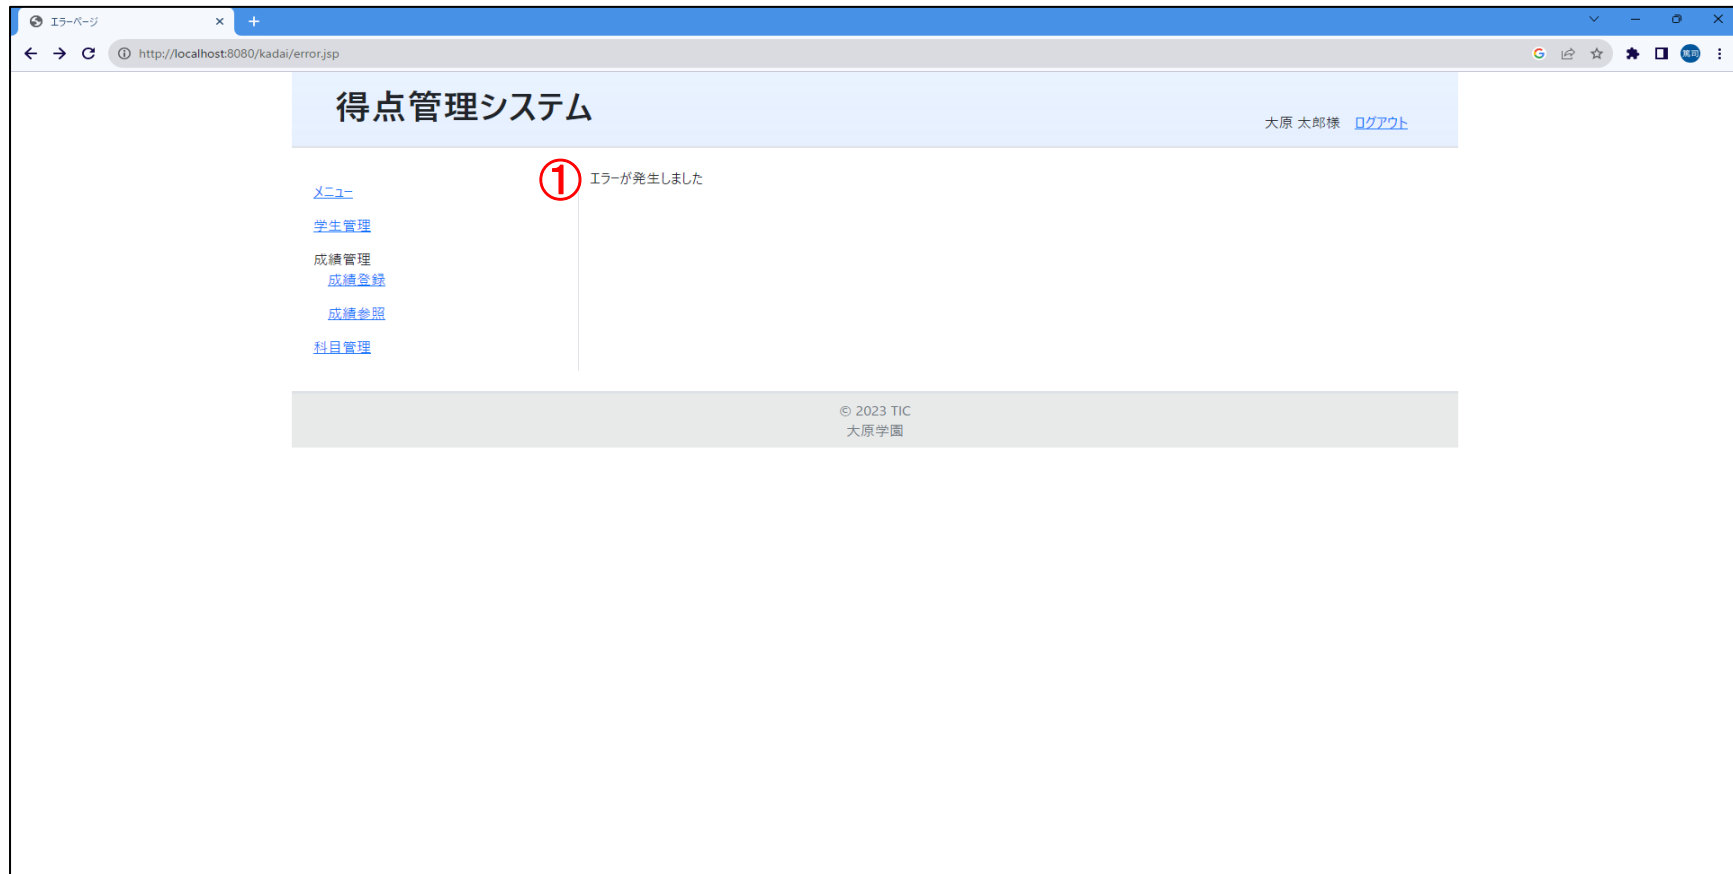 エラーページ
http://localhost:8080/kadai/error.jsp
篤司
得点管理システム
大原 太郎様 ログアウト
① エラーが発生しました
メニュー
学生管理
成績管理
成績登録
成績参照
科目管理
© 2023 TIC
大原学園